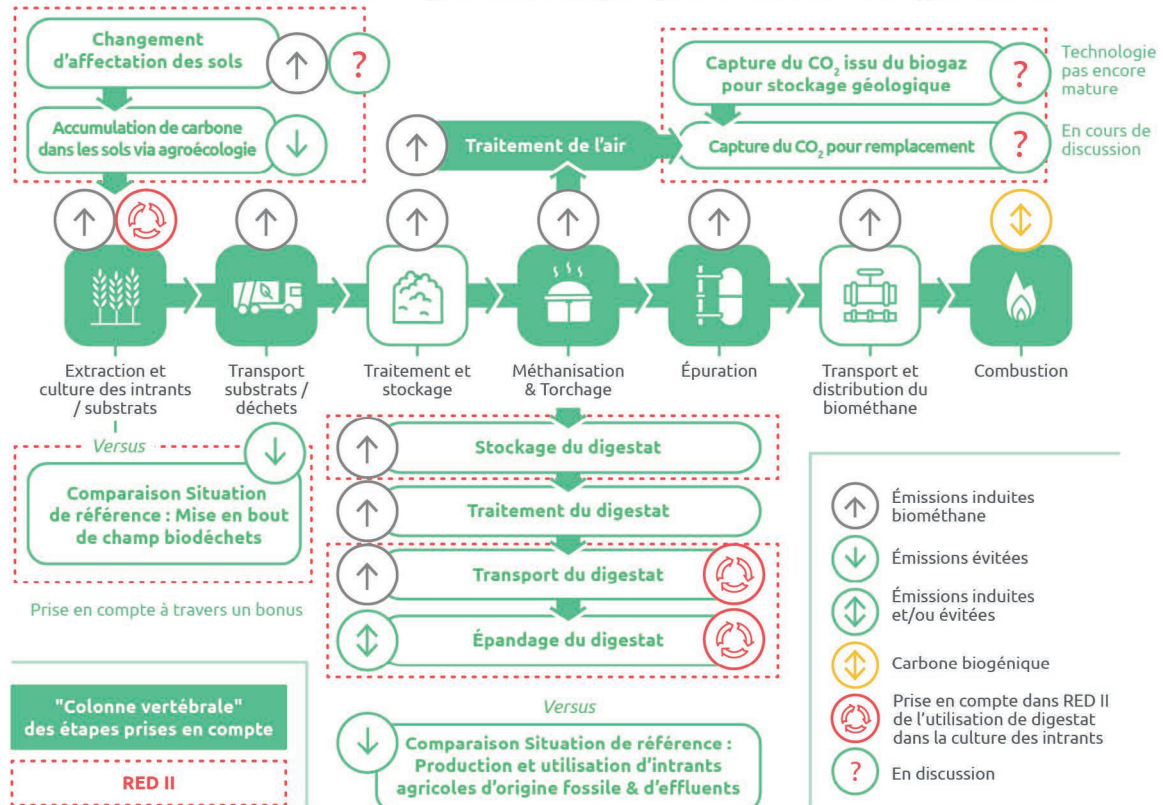 Changement
d'affectation des sols
?
Accumulation de carbone
dans les sols via agroécologie
Traitement de l'air
Capture du CO₂ issu du biogaz
pour stockage géologique
?
Technologie
pas encore
mature
Capture du CO₂ pour remplacement
?
En cours de
discussion
Extraction et
culture des intrants
/ substrats
Transport
substrats /
déchets
Traitement et
stockage
Méthanisation
& Torchage
Épuration
Transport et
distribution du
biométhane
Combustion
Versus
Comparaison Situation
de référence : Mise en bout
de champ biodéchets
Prise en compte à travers un bonus
Stockage du digestat
Traitement du digestat
Transport du digestat
Épandage du digestat
Versus
Comparaison Situation de référence :
Production et utilisation d'intrants
agricoles d'origine fossile & d'effluents
"Colonne vertébrale"
des étapes prises en compte
RED II
Émissions induites
biométhane
Émissions évitées
Émissions induites
et/ou évitées
Carbone biogénique
Prise en compte dans RED II
de l'utilisation de digestat
dans la culture des intrants
?
En discussion